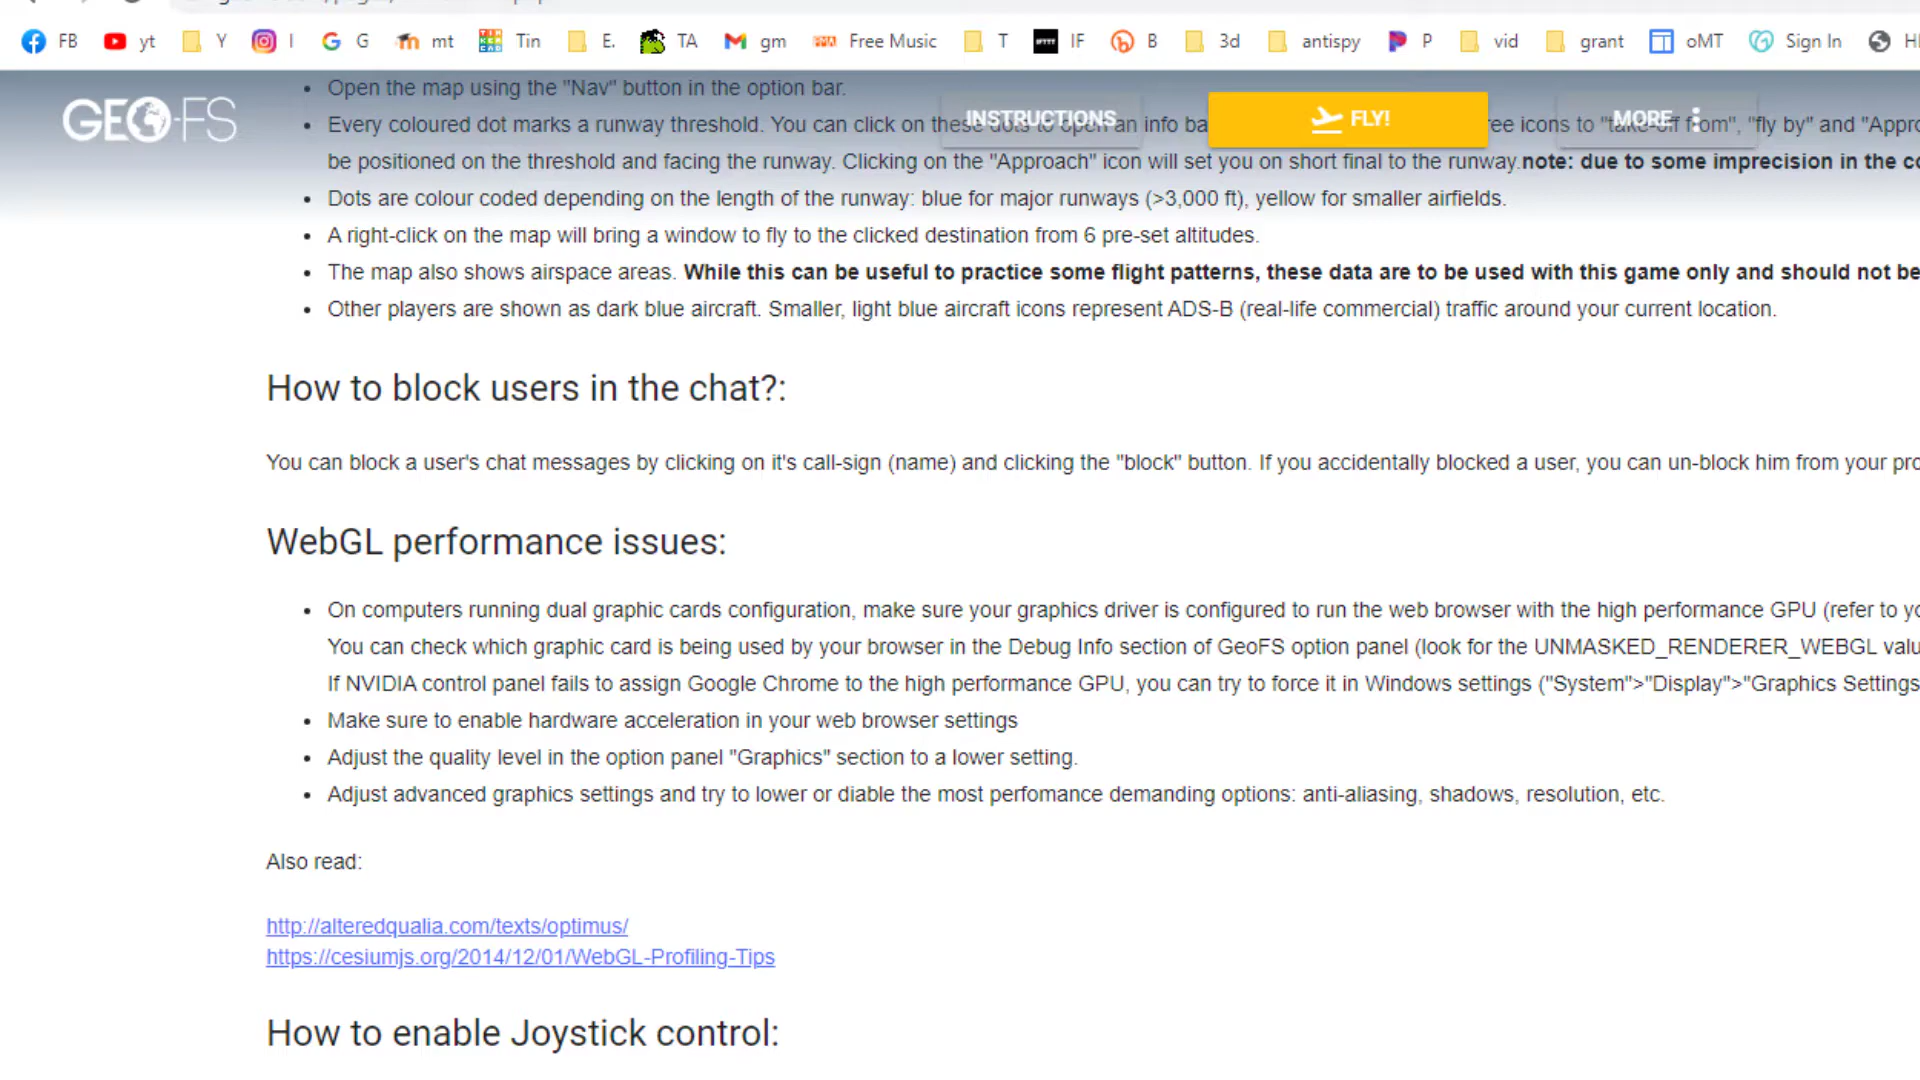 FB yt Y I G mt Tin E. TA gm Free Music T IF B 3d antispy P vid grant oMT Sign In
GEO-FS INSTRUCTIONS FLY! MORE
Open the map using the "Nav" button in the option bar.
Every coloured dot marks a runway threshold. You can click on these dots to open an info ba ree icons to "take-off from", "fly by" and "Appro
be positioned on the threshold and facing the runway. Clicking on the "Approach" icon will set you on short final to the runway.note: due to some imprecision in the co
Dots are colour coded depending on the length of the runway: blue for major runways (>3,000 ft), yellow for smaller airfields.
A right-click on the map will bring a window to fly to the clicked destination from 6 pre-set altitudes.
The map also shows airspace areas. While this can be useful to practice some flight patterns, these data are to be used with this game only and should not be
Other players are shown as dark blue aircraft. Smaller, light blue aircraft icons represent ADS-B (real-life commercial) traffic around your current location.
How to block users in the chat?:
You can block a user's chat messages by clicking on it's call-sign (name) and clicking the "block" button. If you accidentally blocked a user, you can un-block him from your pro
WebGL performance issues:
On computers running dual graphic cards configuration, make sure your graphics driver is configured to run the web browser with the high performance GPU (refer to yo
You can check which graphic card is being used by your browser in the Debug Info section of GeoFS option panel (look for the UNMASKED_RENDERER_WEBGL valu
If NVIDIA control panel fails to assign Google Chrome to the high performance GPU, you can try to force it in Windows settings ("System">"Display">"Graphics Settings
Make sure to enable hardware acceleration in your web browser settings
Adjust the quality level in the option panel "Graphics" section to a lower setting.
Adjust advanced graphics settings and try to lower or diable the most perfomance demanding options: anti-aliasing, shadows, resolution, etc.
Also read:
http://alteredqualia.com/texts/optimus/
https://cesiumjs.org/2014/12/01/WebGL-Profiling-Tips
How to enable Joystick control: